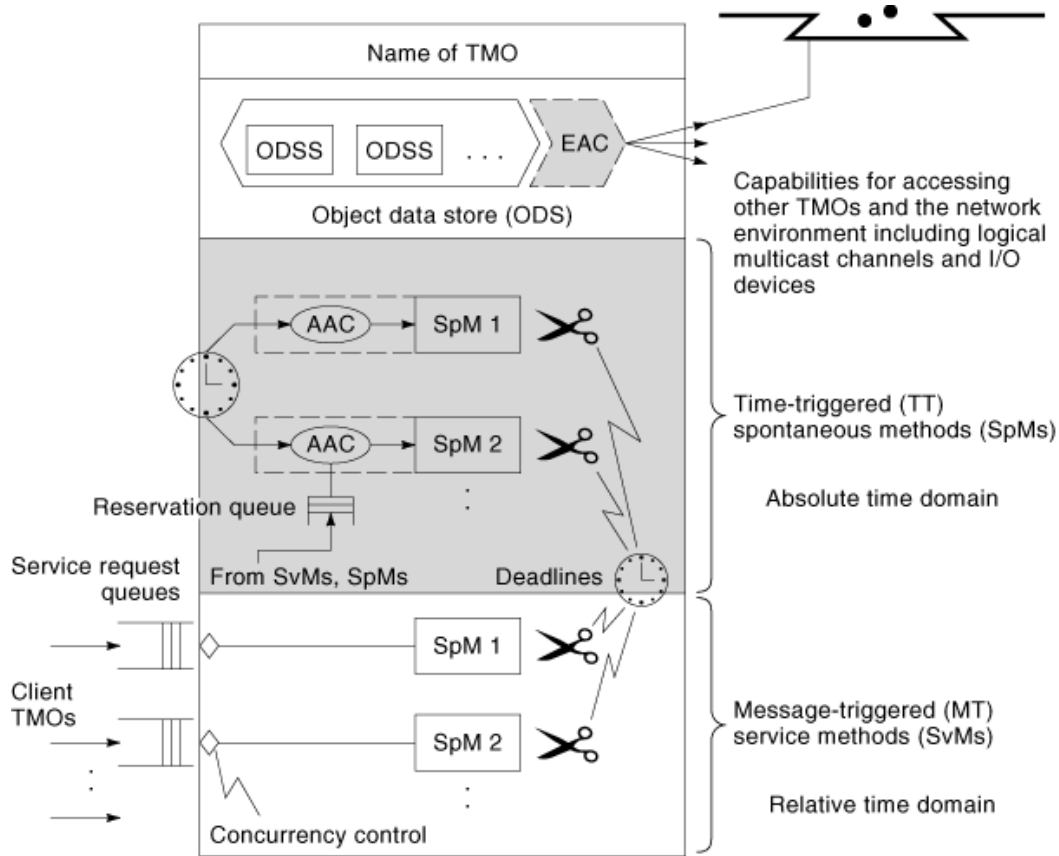 Name of TMO
ODSS
ODSS
. . .
EAC
Object data store (ODS)
Capabilities for accessing
other TMOs and the network
environment including logical
multicast channels and I/O
devices
AAC
SpM 1
AAC
SpM 2
Reservation queue
From SvMs, SpMs
Deadlines
Time-triggered (TT)
spontaneous methods (SpMs)
Absolute time domain
Service request
queues
Client
TMOs
SpM 1
SpM 2
Concurrency control
Message-triggered (MT)
service methods (SvMs)
Relative time domain